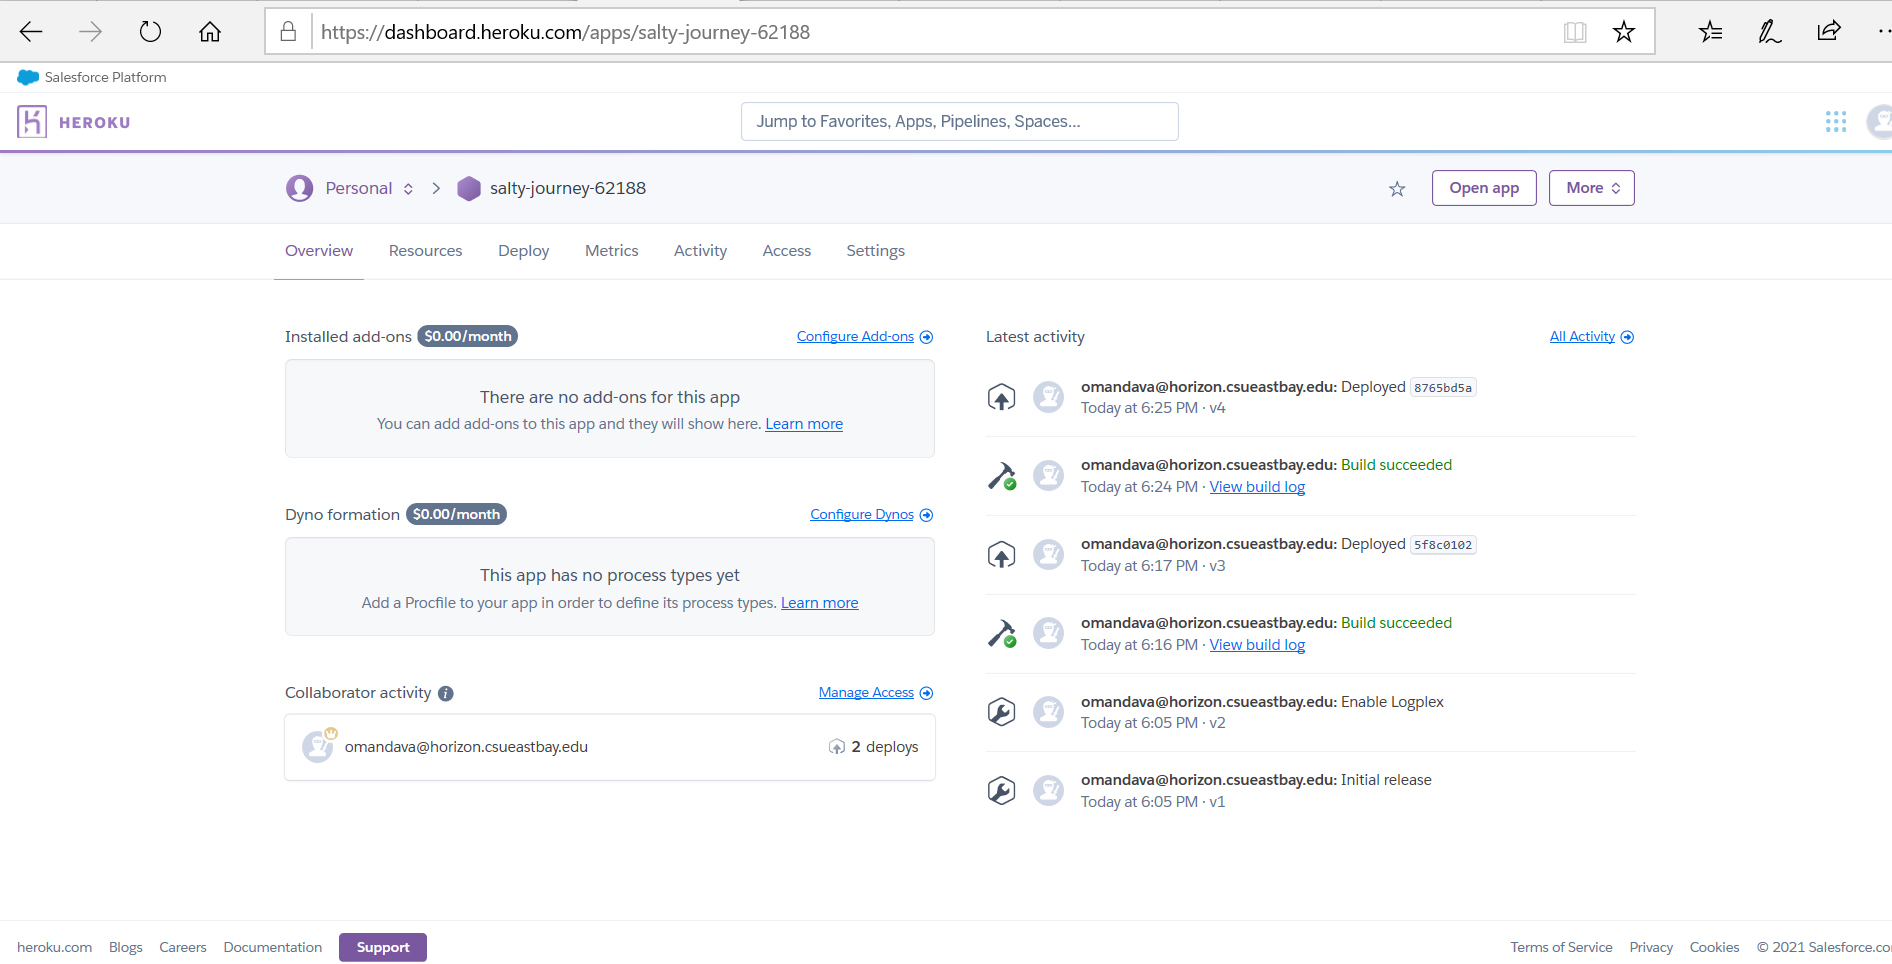 https://dashboard.heroku.com/apps/salty-journey-62188
Salesforce Platform
HEROKU
Jump to Favorites, Apps, Pipelines, Spaces...
Personal
salty-journey-62188
Open app
More
Overview
Resources
Deploy
Metrics
Activity
Access
Settings
Installed add-ons $0.00/month
Configure Add-ons
There are no add-ons for this app
You can add add-ons to this app and they will show here. Learn more
Dyno formation $0.00/month
Configure Dynos
This app has no process types yet
Add a Procfile to your app in order to define its process types. Learn more
Collaborator activity
Manage Access
omandava@horizon.csueastbay.edu
2 deploys
Latest activity
All Activity
omandava@horizon.csueastbay.edu: Deployed 8765bd5a
Today at 6:25 PM · v4
omandava@horizon.csueastbay.edu: Build succeeded
Today at 6:24 PM · View build log
omandava@horizon.csueastbay.edu: Deployed 5f8c0102
Today at 6:17 PM · v3
omandava@horizon.csueastbay.edu: Build succeeded
Today at 6:16 PM · View build log
omandava@horizon.csueastbay.edu: Enable Logplex
Today at 6:05 PM · v2
omandava@horizon.csueastbay.edu: Initial release
Today at 6:05 PM · v1
heroku.com
Blogs
Careers
Documentation
Support
Terms of Service
Privacy
Cookies
© 2021 Salesforce.co